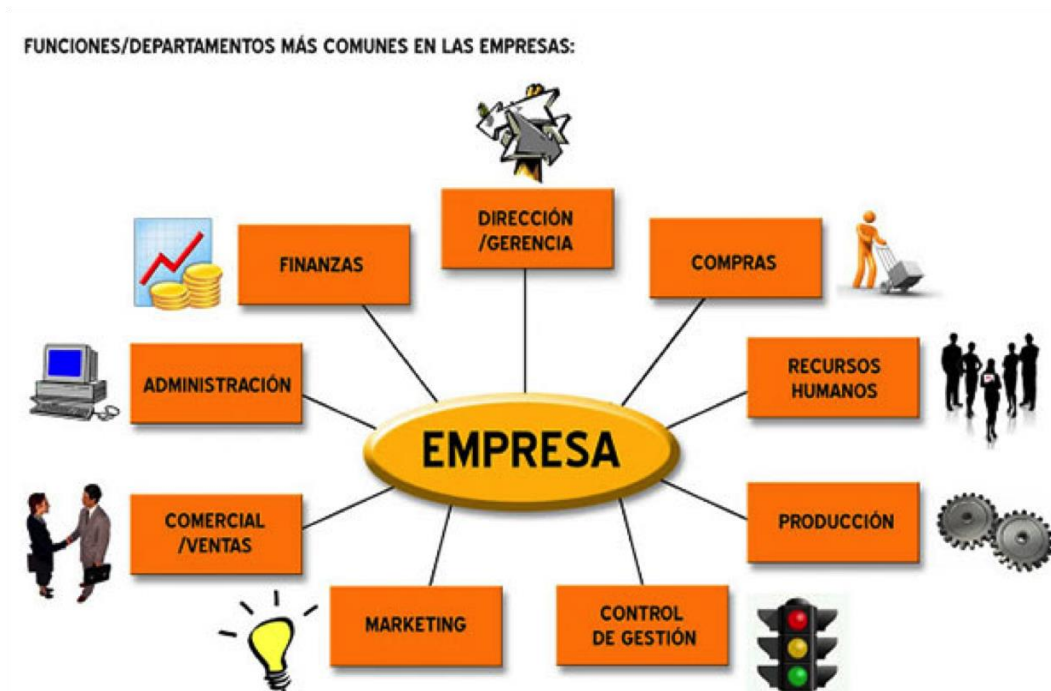 FUNCIONES/DEPARTAMENTOS MÁS COMUNES EN LAS EMPRESAS:
DIRECCIÓN
/GERENCIA
FINANZAS
COMPRAS
ADMINISTRACIÓN
RECURSOS
HUMANOS
EMPRESA
COMERCIAL
/VENTAS
PRODUCCIÓN
MARKETING
CONTROL
DE GESTIÓN